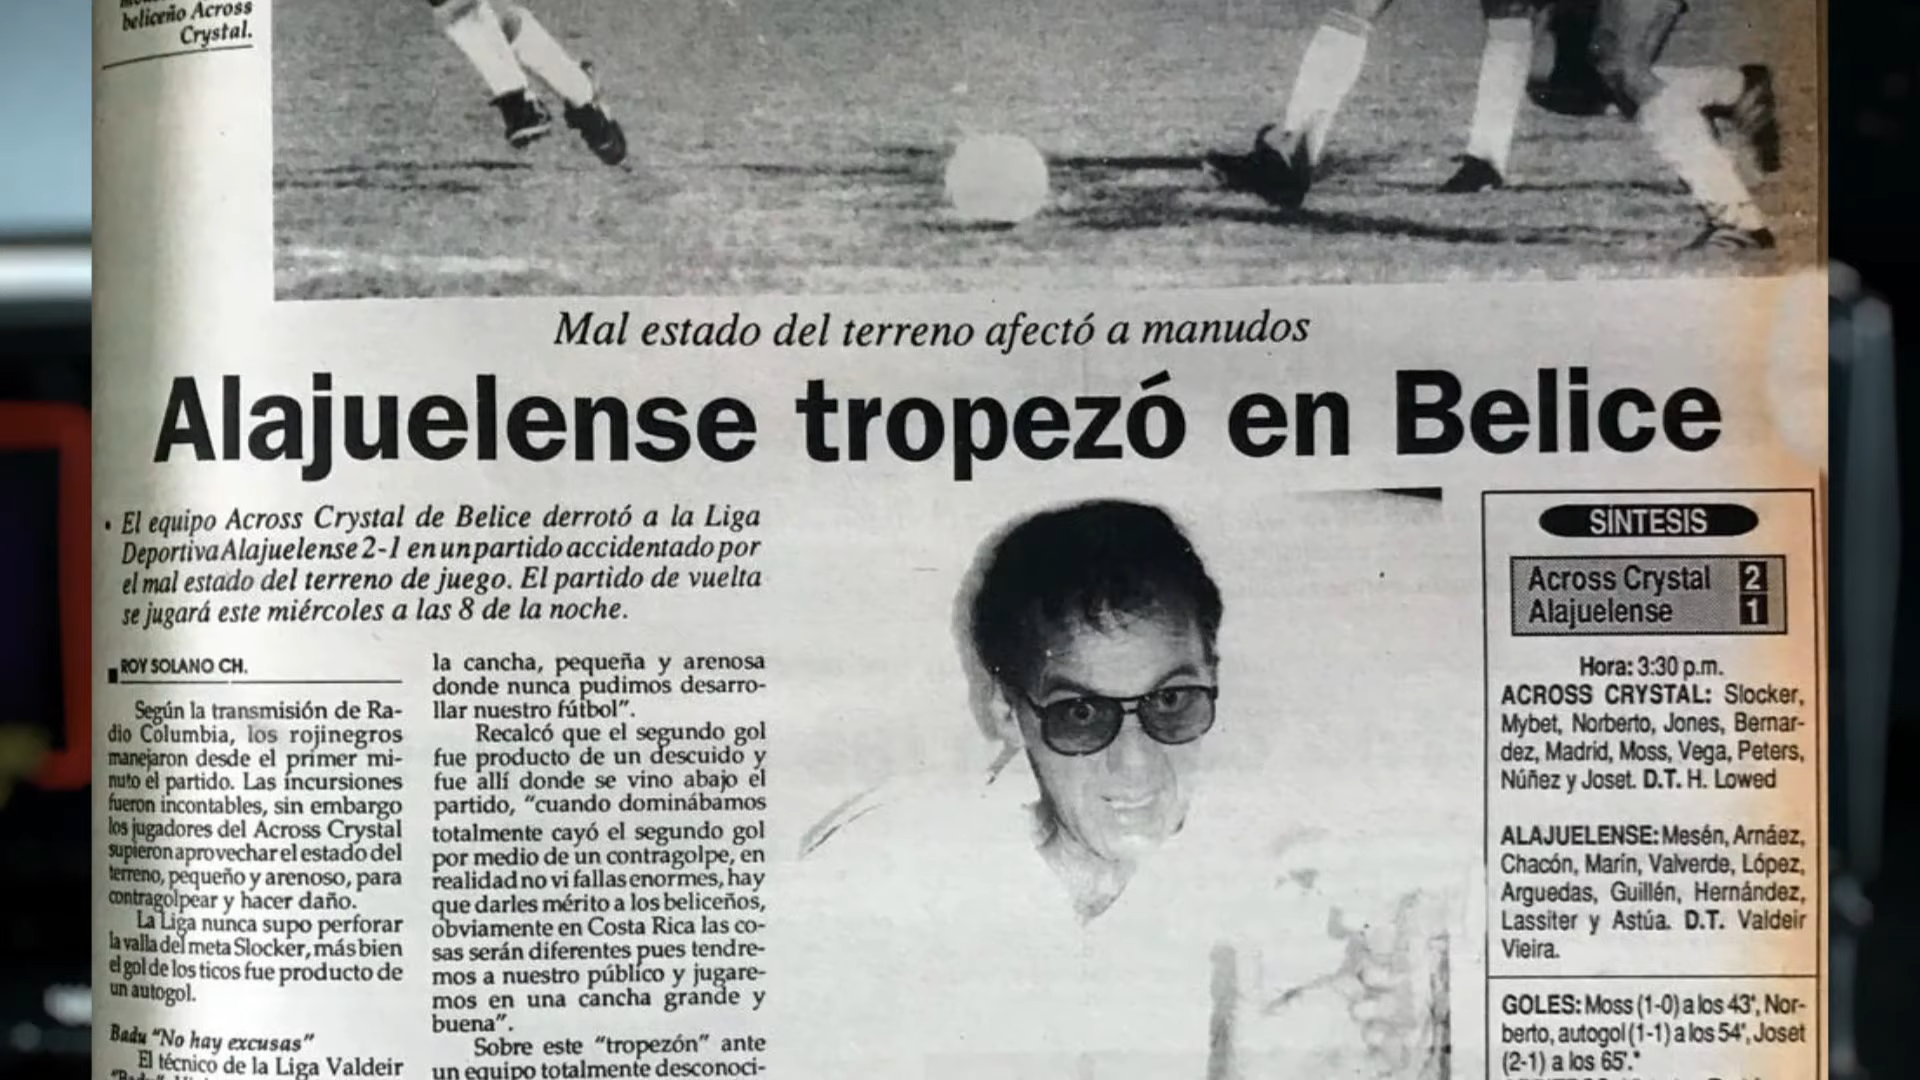 beliceño Across
Crystal.
Mal estado del terreno afectó a manudos
Alajuelense tropezó en Belice
• El equipo Across Crystal de Belice derrotó a la Liga
Deportiva Alajuelense 2-1 en un partido accidentado por
el mal estado del terreno de juego. El partido de vuelta
se jugará este miércoles a las 8 de la noche.
ROY SOLANO CH.
Según la transmisión de Ra-
dio Columbia, los rojinegros
manejaron desde el primer mi-
nuto el partido. Las incursiones
fueron incontables, sin embargo
los jugadores del Across Crystal
supieron aprovechar el estado del
terreno, pequeño y arenoso, para
contragolpear y hacer daño.
La Liga nunca supo perforar
la valla del meta Slocker, más bien
el gol de los ticos fue producto de
un autogol.
Badu "No hay excusas"
El técnico de la Liga Valdeir
la cancha, pequeña y arenosa
donde nunca pudimos desarro-
llar nuestro fútbol".
Recalcó que el segundo gol
fue producto de un descuido y
fue allí donde se vino abajo el
partido, "cuando dominábamos
totalmente cayó el segundo gol
por medio de un contragolpe, en
realidad no vi fallas enormes, hay
que darles mérito a los beliceños,
obviamente en Costa Rica las co-
sas serán diferentes pues tendre-
mos a nuestro público y jugare-
mos en una cancha grande y
buena".
Sobre este "tropezón" ante
un equipo totalmente desconoci-
SÍNTESIS
Across Crystal 2
Alajuelense 1
Hora: 3:30 p.m.
ACROSS CRYSTAL: Slocker,
Mybet, Norberto, Jones, Bernar-
dez, Madrid, Moss, Vega, Peters,
Núñez y Joset. D.T. H. Lowed
ALAJUELENSE: Mesén, Arnáez,
Chacón, Marín, Valverde, López,
Arguedas, Guillén, Hernández,
Lassiter y Astúa. D.T. Valdeir
Vieira.
GOLES: Moss (1-0) a los 43', Nor-
berto, autogol (1-1) a los 54', Joset
(2-1) a los 65'."